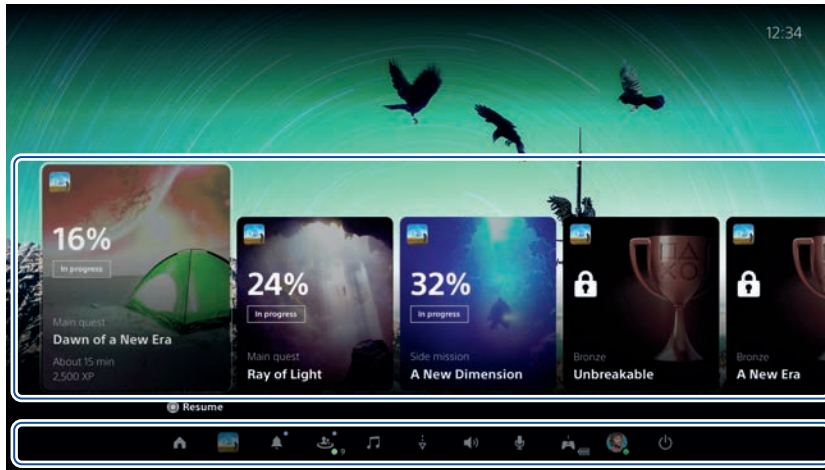 12:34
16%
In progress
Main quest
Dawn of a New Era
About 15 min
2,500 XP
24%
In progress
Main quest
Ray of Light
32%
In progress
Side mission
A New Dimension
Bronze
Unbreakable
Bronze
A New Era
Resume
9